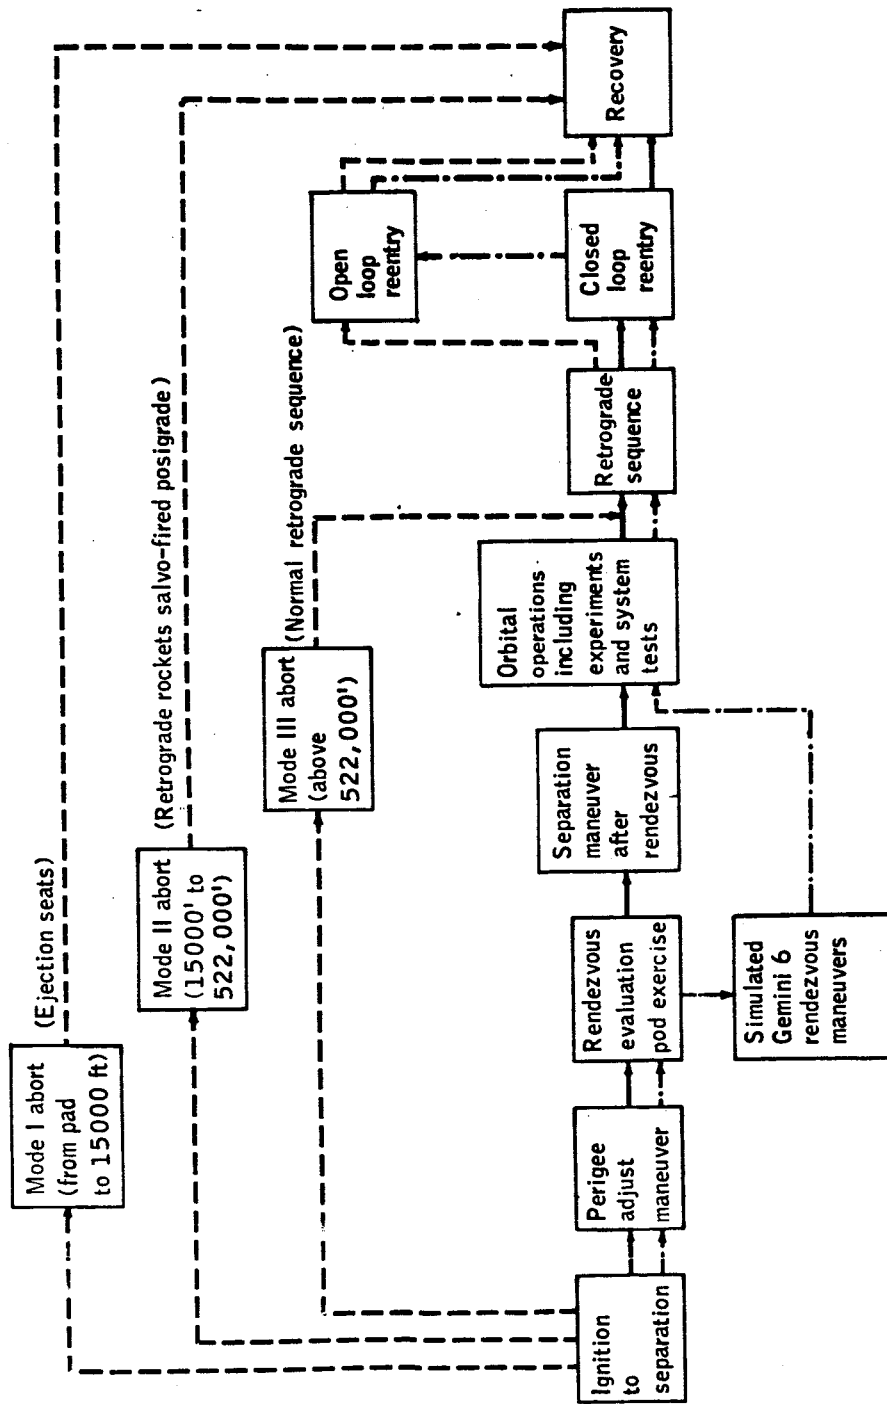 Mode I abort
(from pad
to 15000 ft)
(Ejection seats)
Mode II abort
(15000' to
522,000')
(Retrograde rockets salvo-fired posigrade)
Mode III abort
(above
522,000')
(Normal retrograde sequence)
Open
loop
reentry
Ignition
to
separation
Perigee
adjust
maneuver
Rendezvous
evaluation
pod exercise
Separation
maneuver
after
rendezvous
Orbital
operations
including
experiments
and system
tests
Retrograde
sequence
Closed
loop
reentry
Recovery
Simulated
Gemini 6
rendezvous
maneuvers